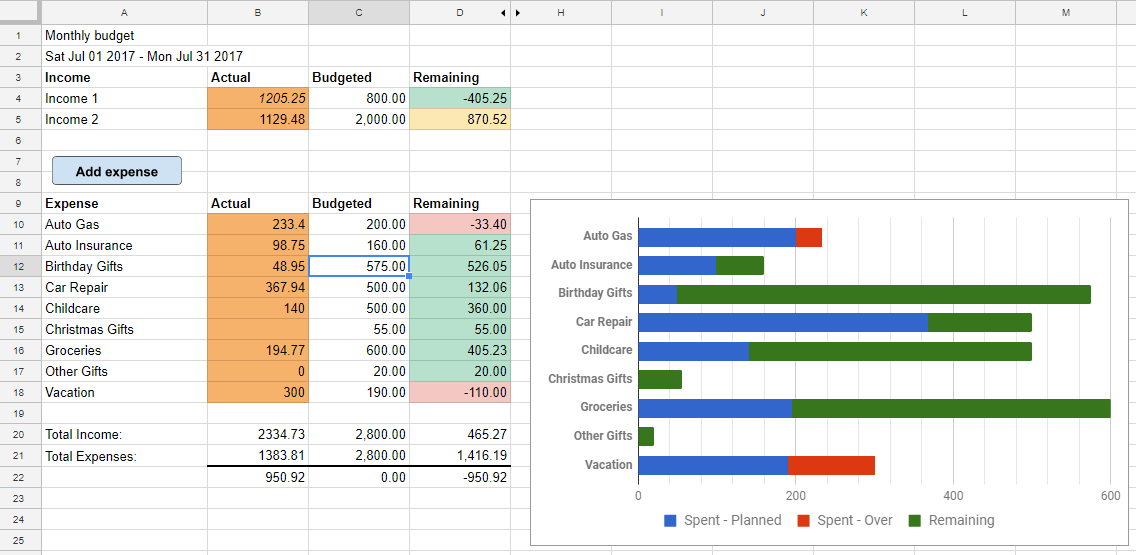 A B C D H I J K L M
1 Monthly budget
2 Sat Jul 01 2017 - Mon Jul 31 2017
3 Income Actual Budgeted Remaining
4 Income 1 1205.25 800.00 -405.25
5 Income 2 1129.48 2,000.00 870.52
6
7
Add expense
8
9 Expense Actual Budgeted Remaining
10 Auto Gas 233.4 200.00 -33.40
11 Auto Insurance 98.75 160.00 61.25
12 Birthday Gifts 48.95 575.00 526.05
13 Car Repair 367.94 500.00 132.06
14 Childcare 140 500.00 360.00
15 Christmas Gifts 55.00 55.00
16 Groceries 194.77 600.00 405.23
17 Other Gifts 0 20.00 20.00
18 Vacation 300 190.00 -110.00
19
20 Total Income: 2334.73 2,800.00 465.27
21 Total Expenses: 1383.81 2,800.00 1,416.19
22 950.92 0.00 -950.92
23
24
25
Auto Gas
Auto Insurance
Birthday Gifts
Car Repair
Childcare
Christmas Gifts
Groceries
Other Gifts
Vacation
0 200 400 600
Spent - Planned Spent - Over Remaining